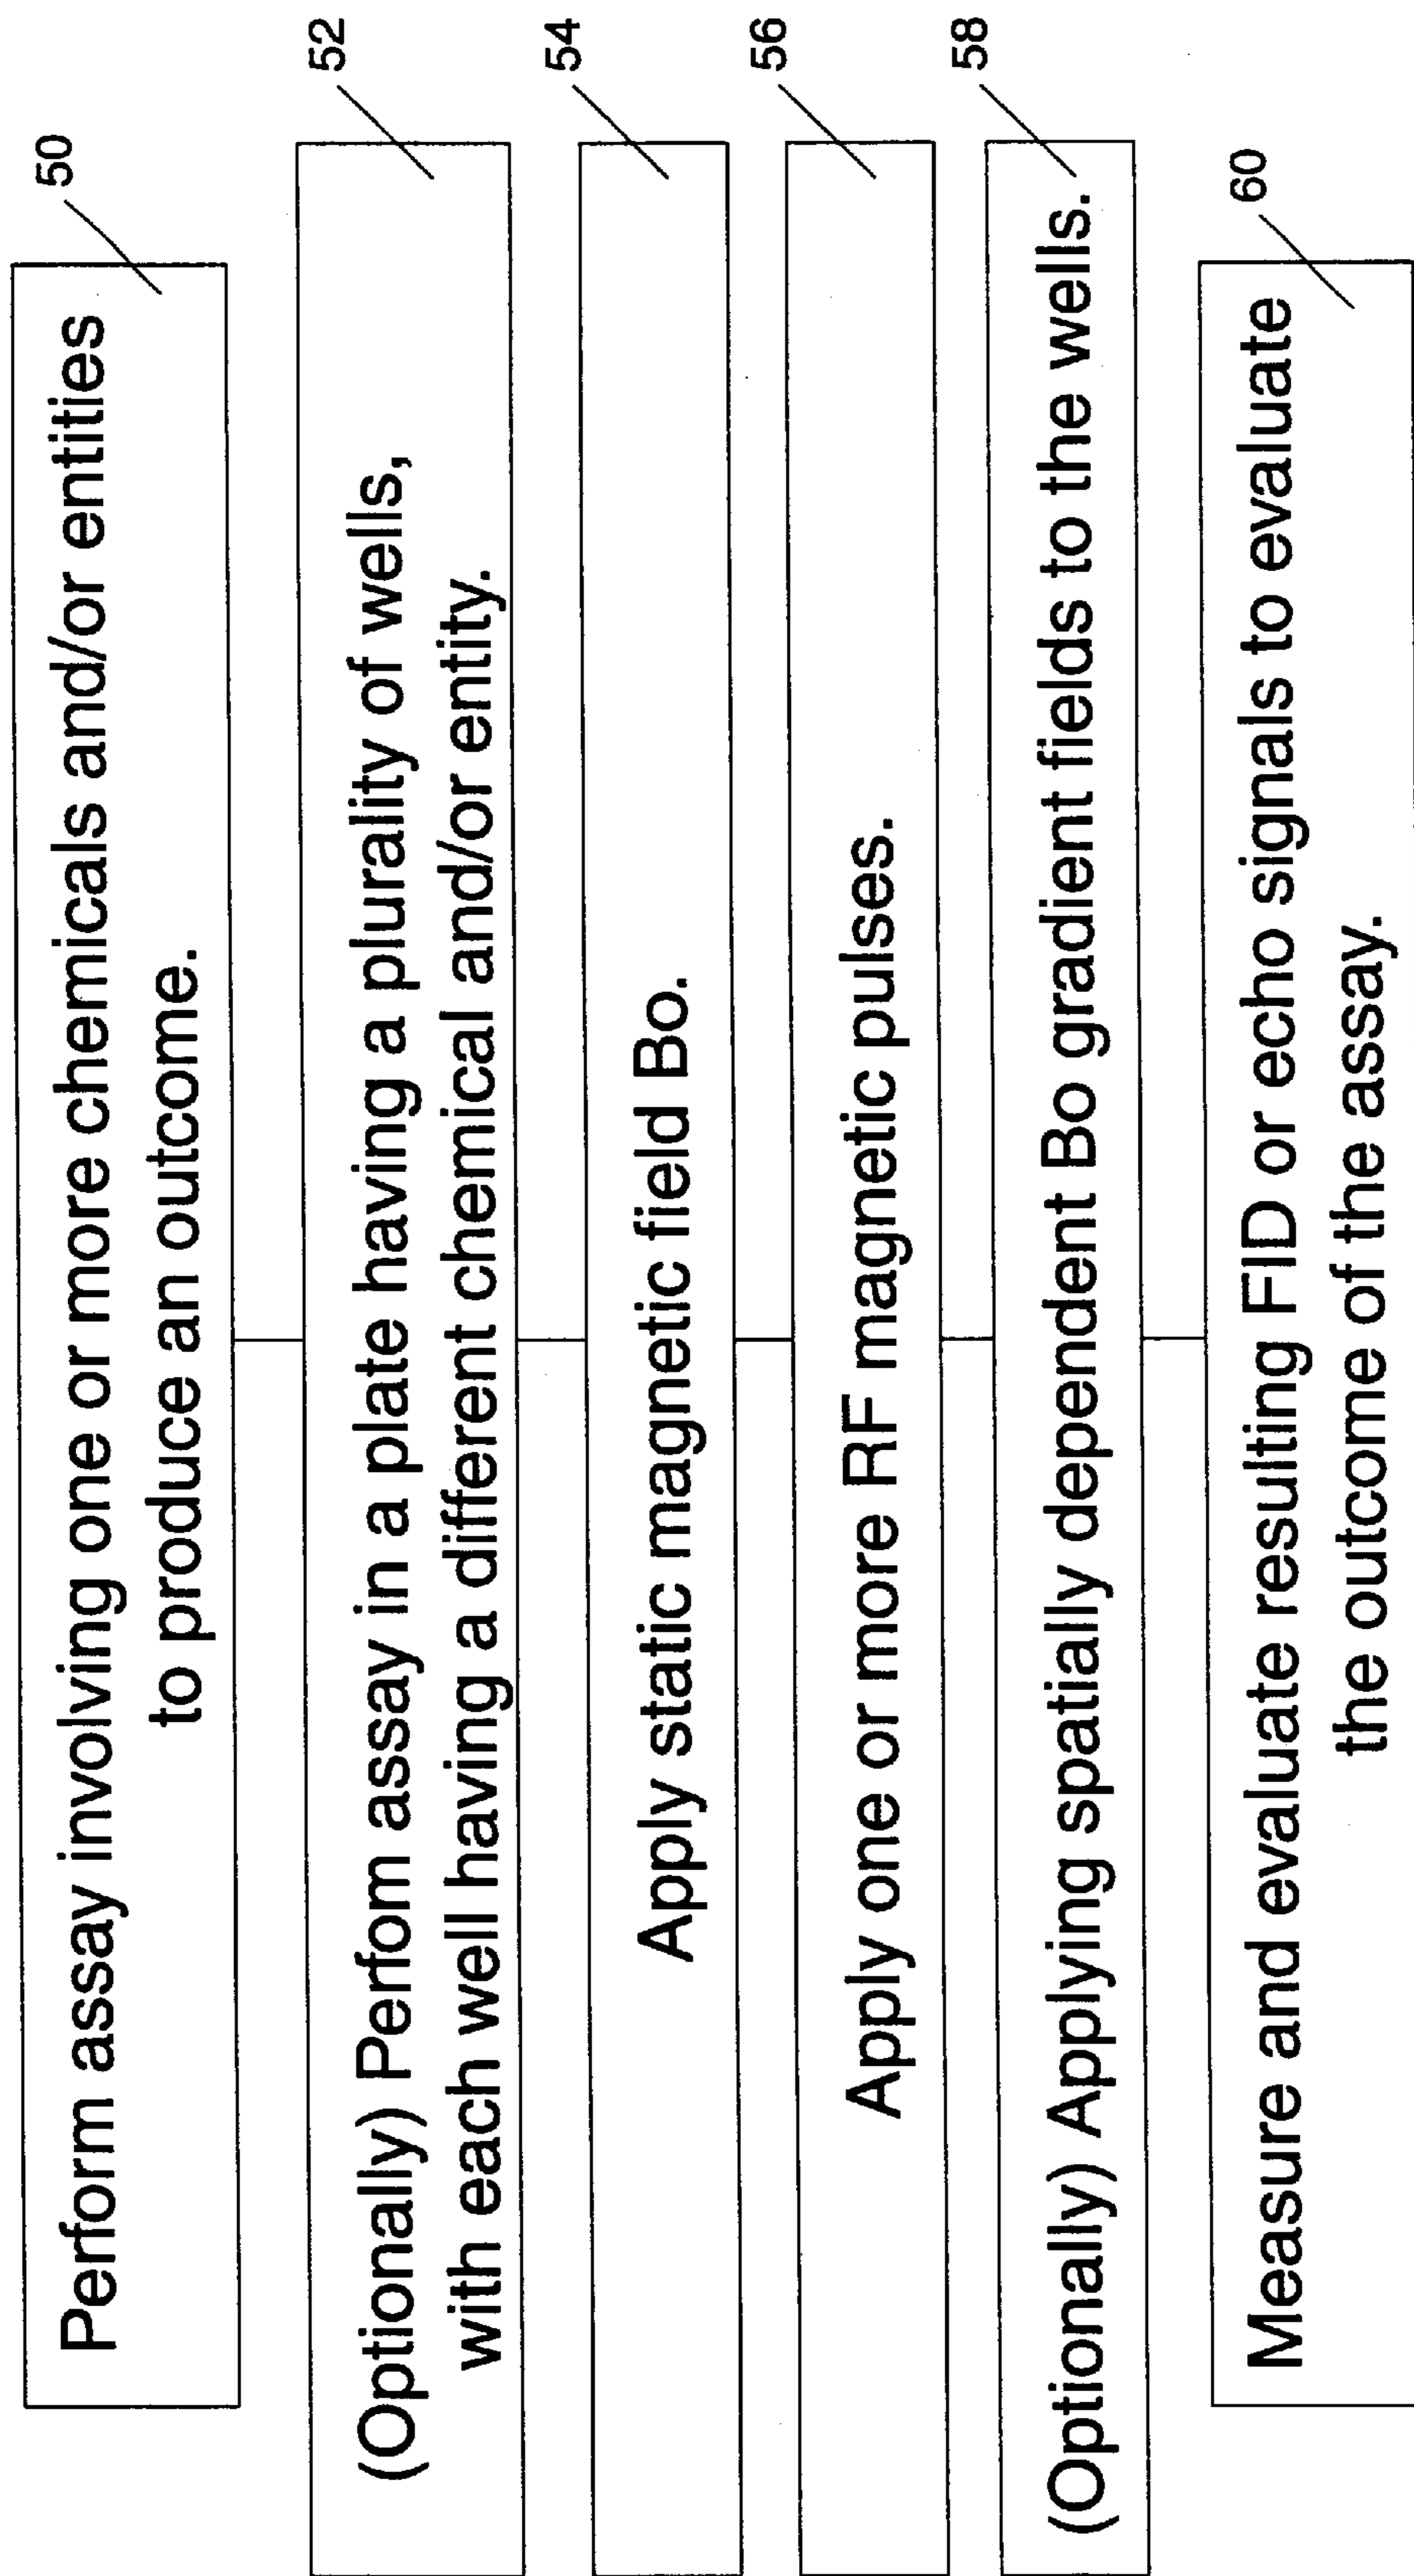 Perform assay involving one or more chemicals and/or entities
to produce an outcome.
50
(Optionally) Perfom assay in a plate having a plurality of wells,
with each well having a different chemical and/or entity.
52
Apply static magnetic field Bo.
54
Apply one or more RF magnetic pulses.
56
(Optionally) Applying spatially dependent Bo gradient fields to the wells.
58
Measure and evaluate resulting FID or echo signals to evaluate
the outcome of the assay.
60